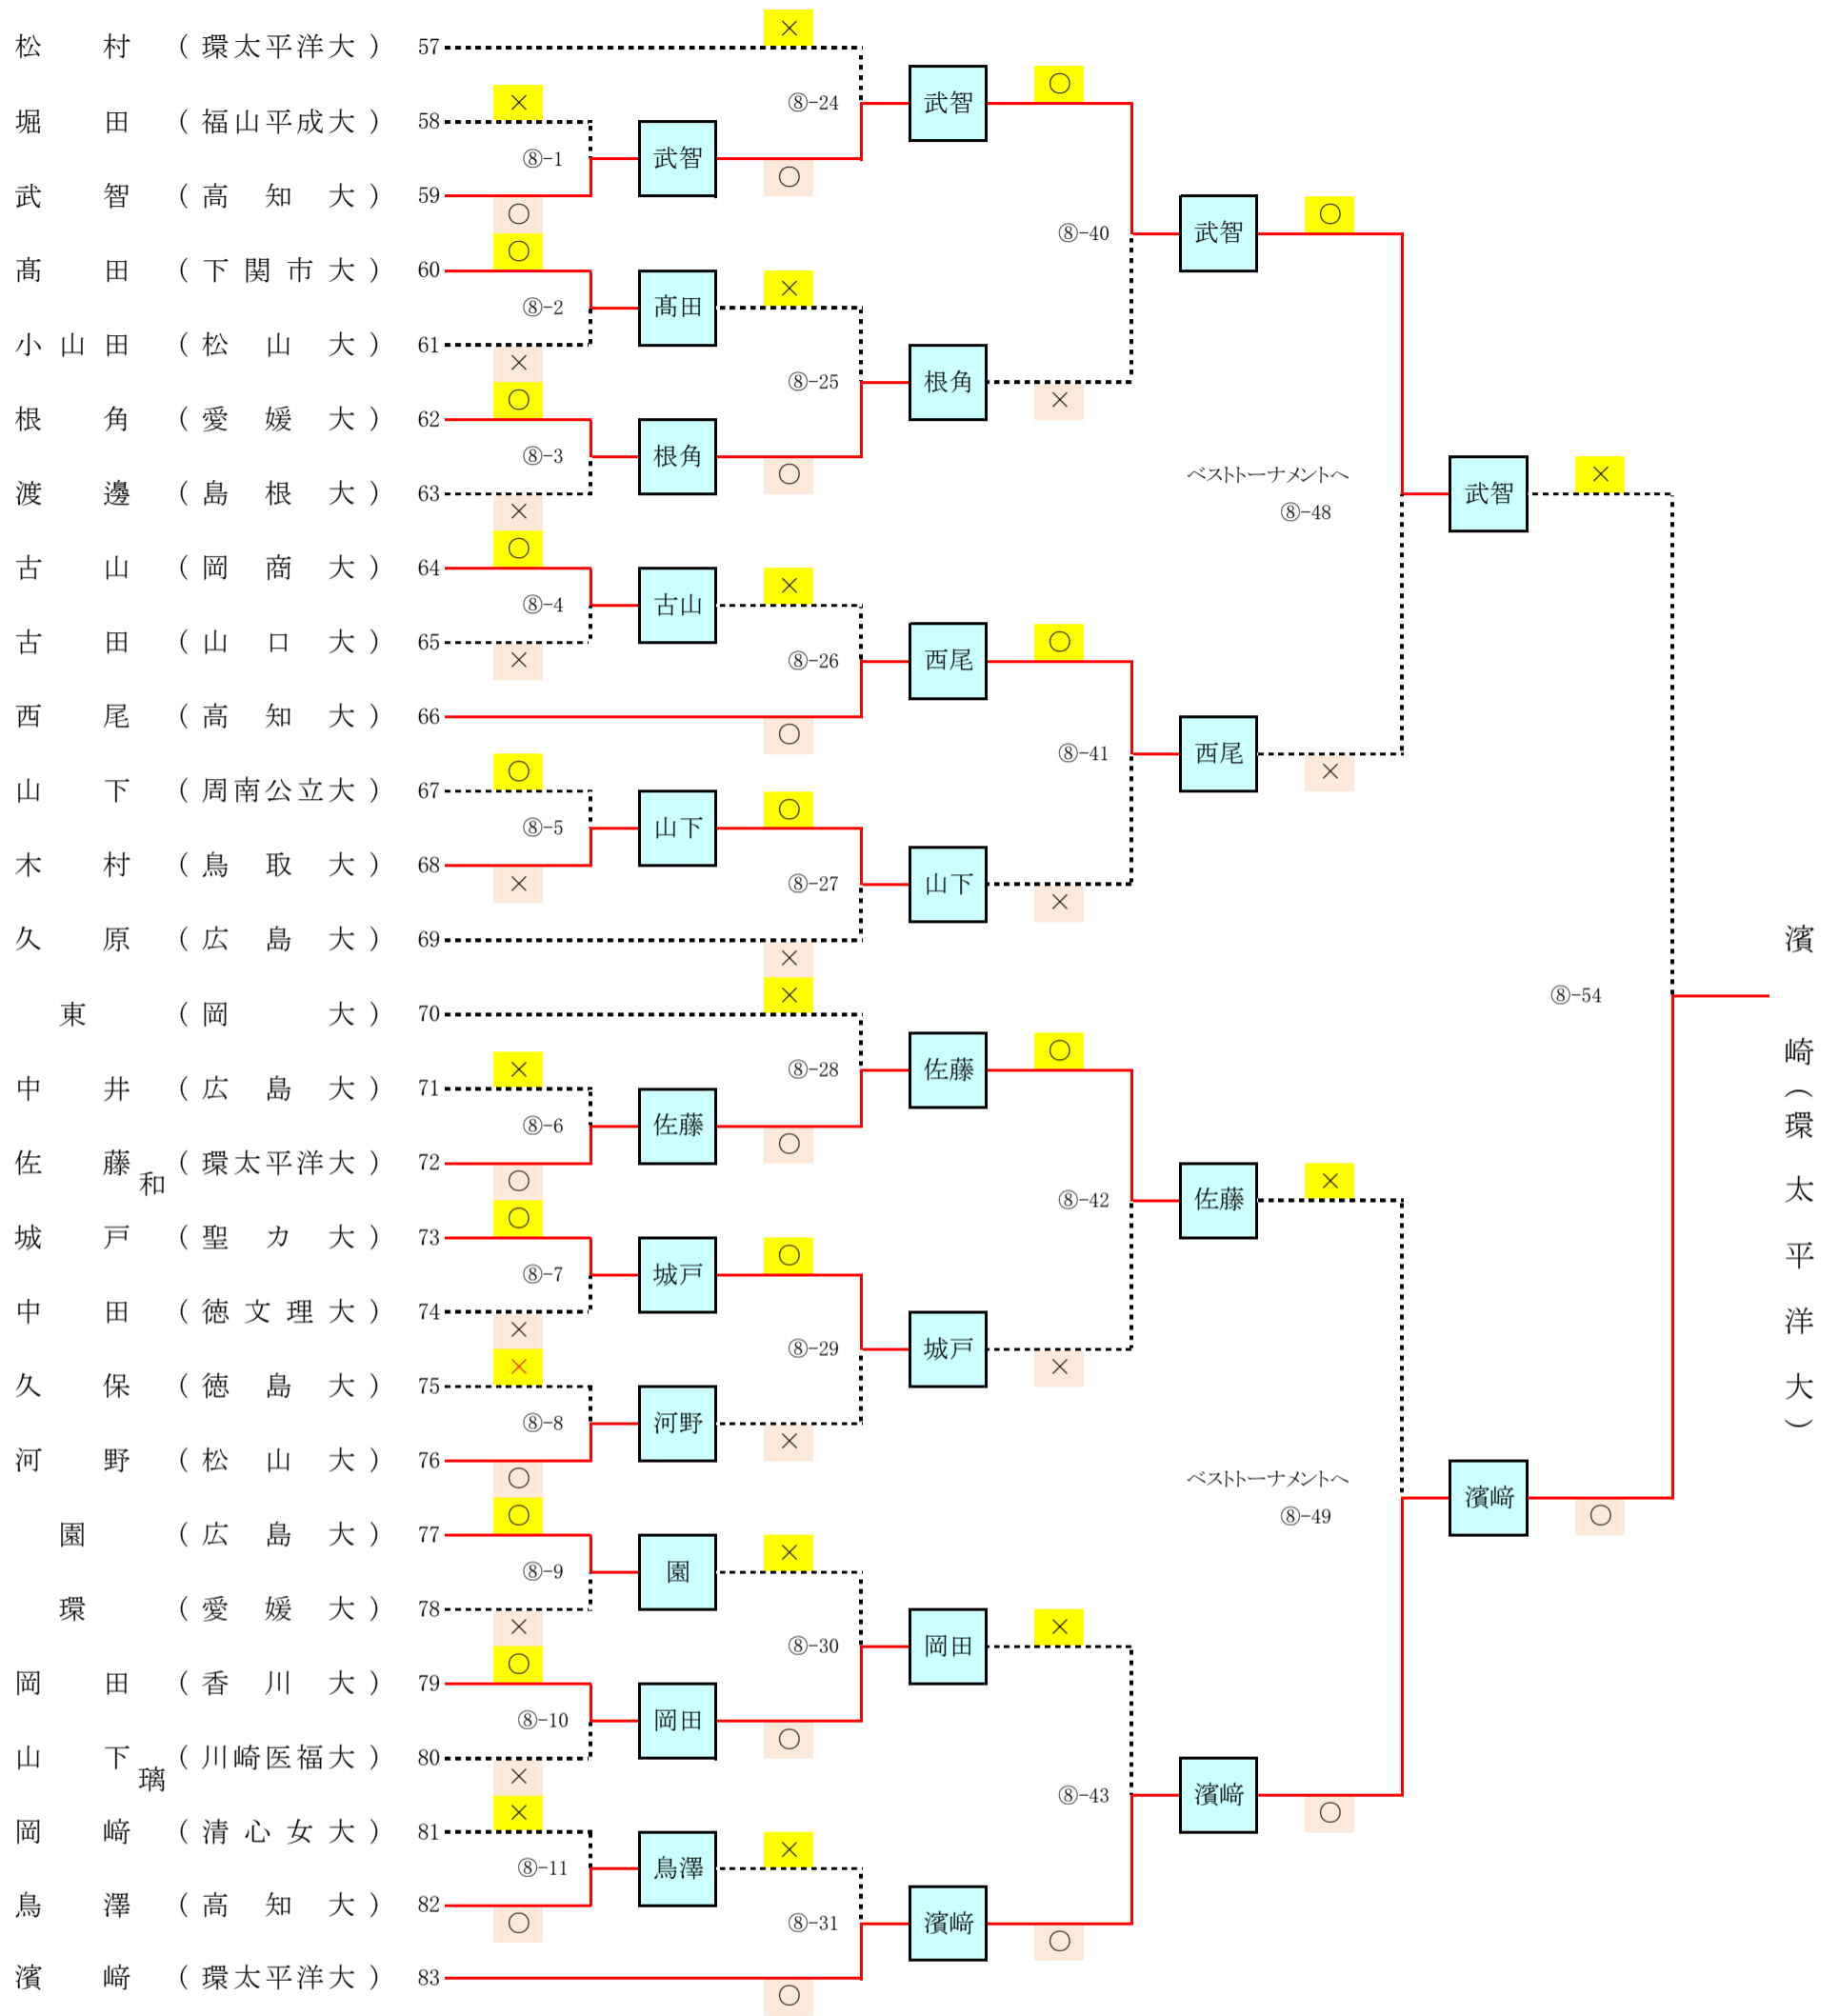 松村（環太平洋大）57
堀田（福山平成大）58
武智（高知大）59
髙田（下関市大）60
小山田（松山大）61
根角（愛媛大）62
渡邊（島根大）63
古山（岡商大）64
古田（山口大）65
西尾（高知大）66
山下（周南公立大）67
木村（鳥取大）68
久原（広島大）69
東（岡大）70
中井（広島大）71
佐藤和（環太平洋大）72
城戸（聖カ大）73
中田（徳文理大）74
久保（徳島大）75
河野（松山大）76
園（広島大）77
環（愛媛大）78
岡田（香川大）79
山下璃（川崎医福大）80
岡﨑（清心女大）81
鳥澤（高知大）82
濱﨑（環太平洋大）83
×
○
⑧-1
○
×
⑧-2
○
×
⑧-3
○
×
⑧-4
○
×
⑧-5
×
○
⑧-6
○
×
⑧-7
×
○
⑧-8
○
×
⑧-9
○
×
⑧-10
×
○
⑧-11
武智
髙田
根角
古山
山下
佐藤
城戸
河野
園
岡田
鳥澤
×
⑧-24
○
×
⑧-25
○
×
⑧-26
○
○
⑧-27
×
×
⑧-28
○
○
⑧-29
×
×
⑧-30
○
×
⑧-31
○
武智
根角
西尾
山下
佐藤
城戸
岡田
濱﨑
○
⑧-40
×
○
⑧-41
×
○
⑧-42
×
×
⑧-43
○
武智
西尾
佐藤
濱﨑
○
ベストトーナメントへ
⑧-48
×
×
ベストトーナメントへ
⑧-49
○
武智
濱﨑
×
⑧-54
○
濱崎（環太平洋大）